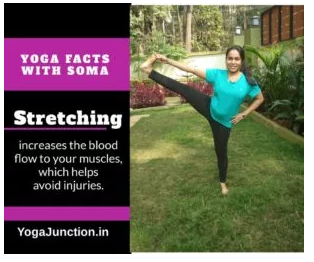 YOGA FACTS
WITH SOMA
Stretching
increases the blood
flow to your muscles,
which helps
avoid injuries.
YogaJunction.in